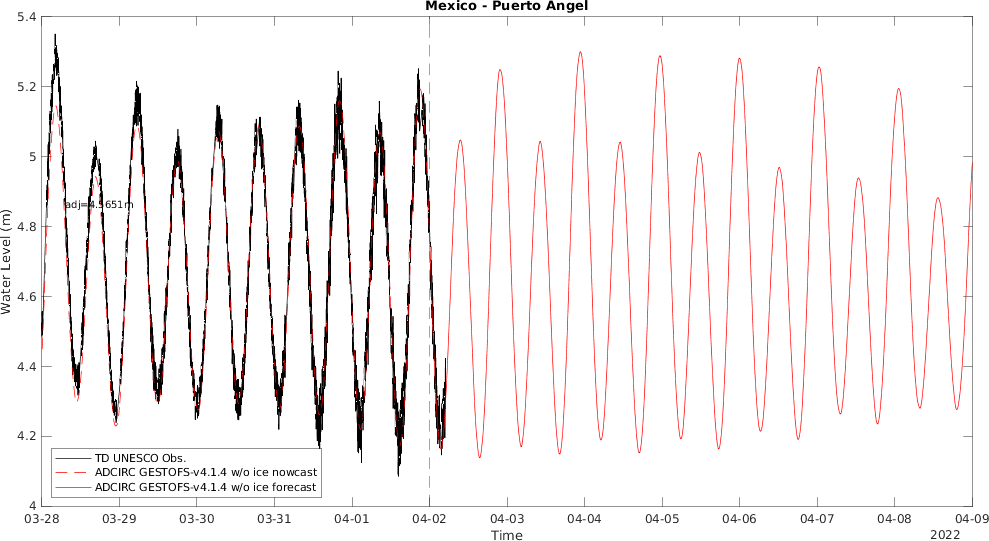 Mexico - Puerto Angel
5.4
5.2
5
4.8
4.6
4.4
4.2
4
Water Level (m)
adj=4.5651m
TD UNESCO Obs.
ADCIRC GESTOFS-v4.1.4 w/o ice nowcast
ADCIRC GESTOFS-v4.1.4 w/o ice forecast
03-28 03-29 03-30 03-31 04-01 04-02 04-03 04-04 04-05 04-06 04-07 04-08 04-09
Time
2022